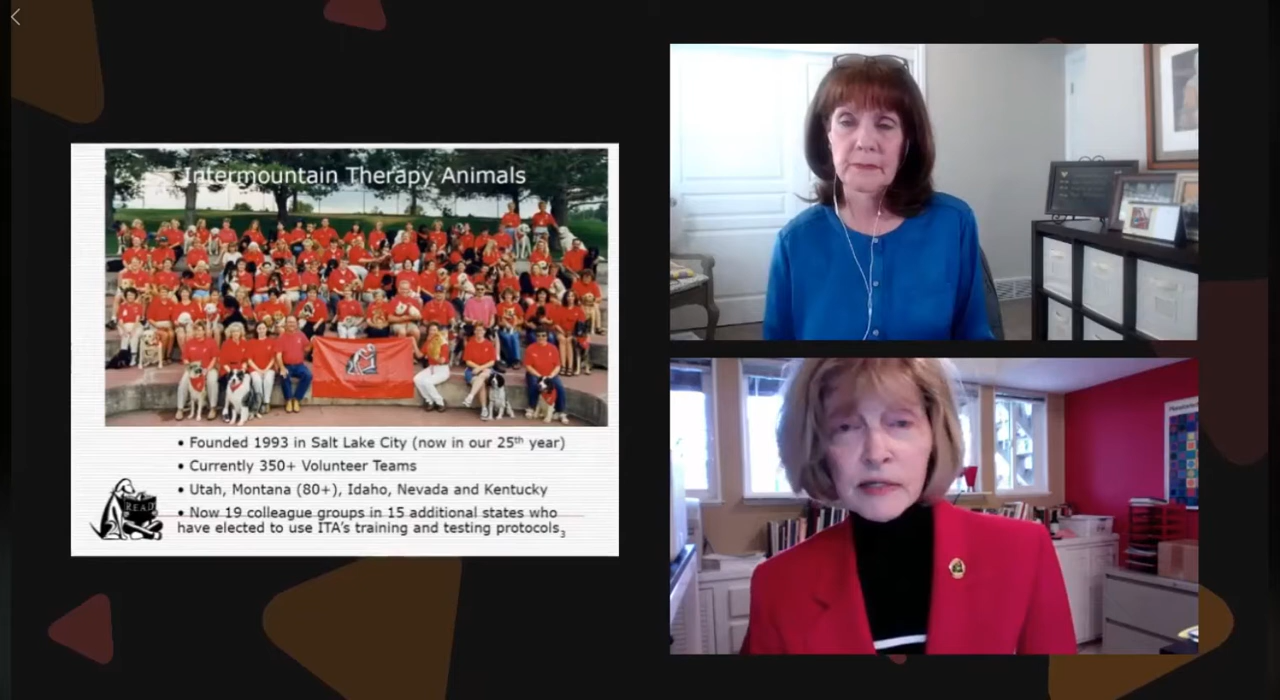 Intermountain Therapy Animals
• Founded 1993 in Salt Lake City (now in our 25th year)
• Currently 350+ Volunteer Teams
• Utah, Montana (80+), Idaho, Nevada and Kentucky
• Now 19 colleague groups in 15 additional states who
have elected to use ITA's training and testing protocols
3
READ